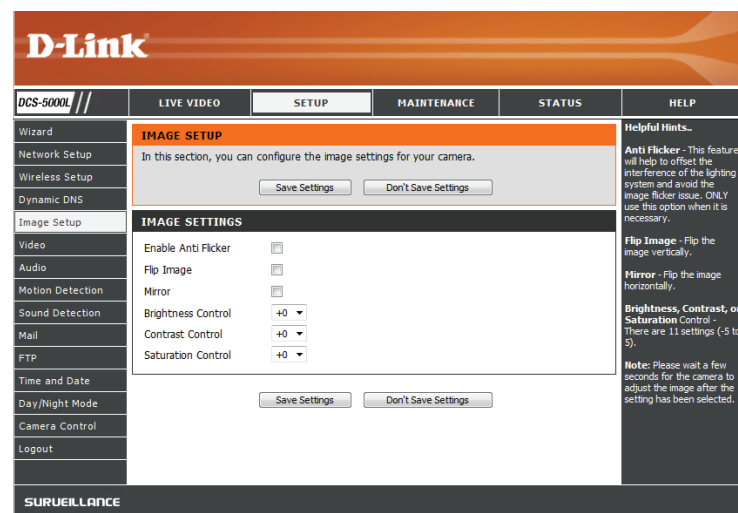 D-Link
DCS-5000L //
LIVE VIDEO
SETUP
MAINTENANCE
STATUS
HELP
Wizard
Network Setup
Wireless Setup
Dynamic DNS
Image Setup
Video
Audio
Motion Detection
Sound Detection
Mail
FTP
Time and Date
Day/Night Mode
Camera Control
Logout
IMAGE SETUP
In this section, you can configure the image settings for your camera.
Save Settings
Don't Save Settings
IMAGE SETTINGS
Enable Anti Flicker
Flip Image
Mirror
Brightness Control +0
Contrast Control +0
Saturation Control +0
Save Settings
Don't Save Settings
Helpful Hints..
Anti Flicker - This feature
will help to offset the
interference of the lighting
system and avoid the
image flicker issue. ONLY
use this option when it is
necessary.
Flip Image - Flip the
image vertically.
Mirror - Flip the image
horizontally.
Brightness, Contrast, o
Saturation Control -
There are 11 settings (-5 to
5).
Note: Please wait a few
seconds for the camera to
adjust the image after the
setting has been selected.
SURVEILLANCE